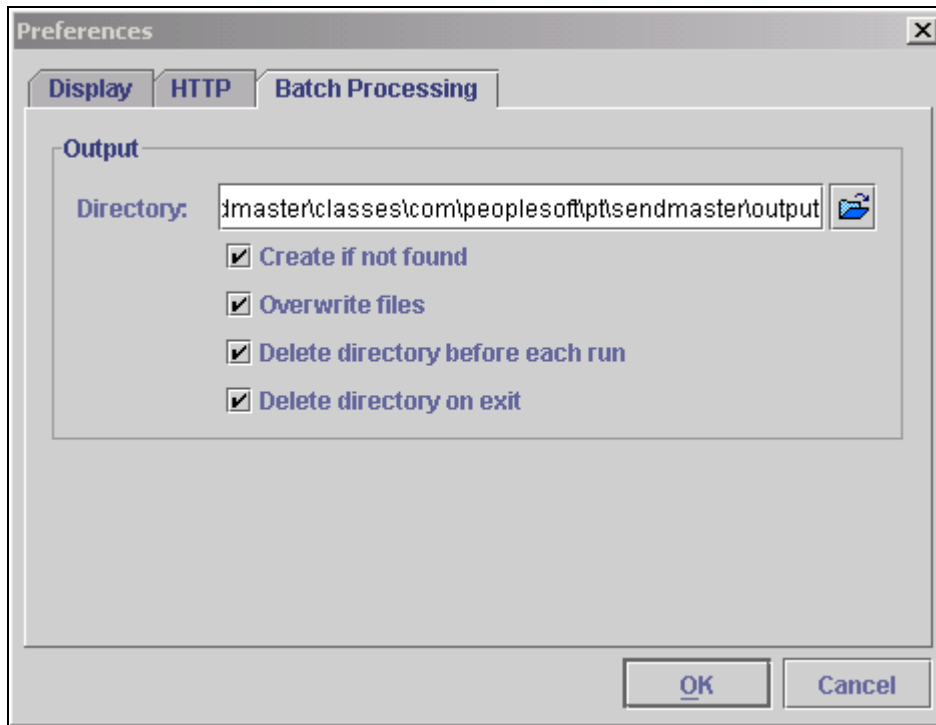 Preferences
Display HTTP Batch Processing
Output
Directory: dmaster\classes\com\peoplesoft\pt\sendmaster\output
Create if not found
Overwrite files
Delete directory before each run
Delete directory on exit
OK Cancel